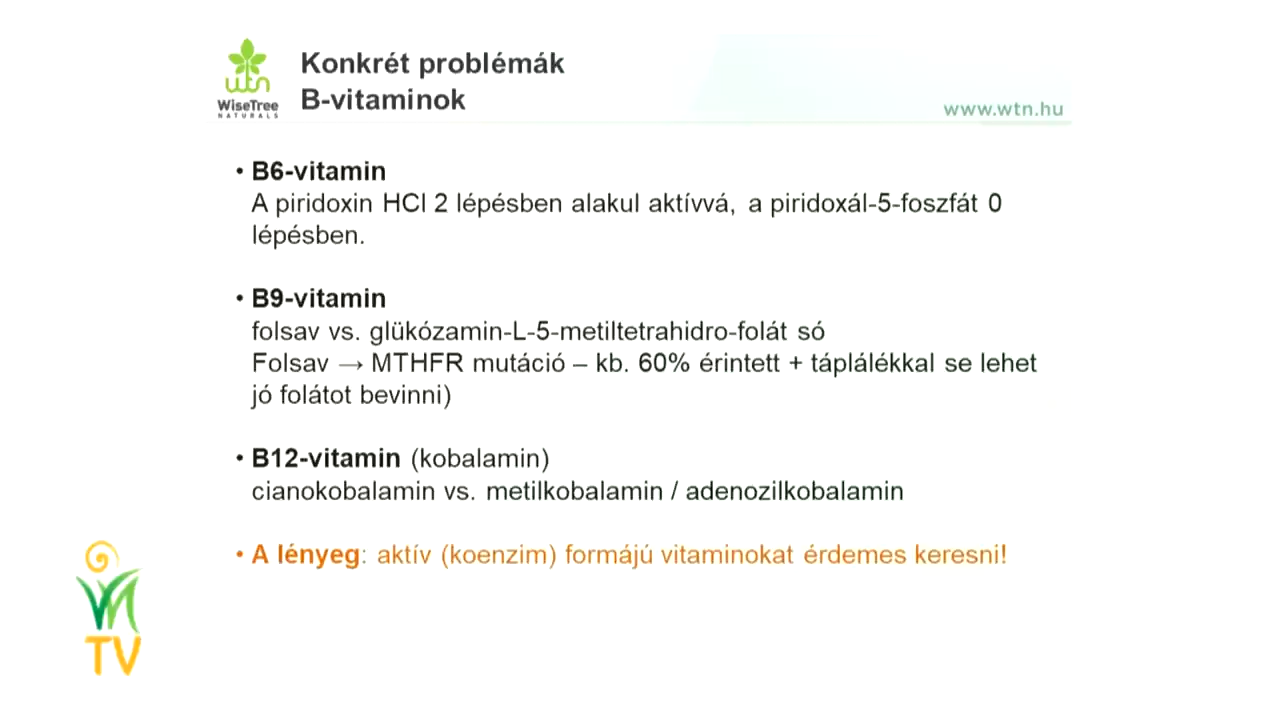 Konkrét problémák
B-vitaminok
wtn
WiseTree
NATURALS
www.wtn.hu
• B6-vitamin
A piridoxin HCl 2 lépésben alakul aktívvá, a piridoxál-5-foszfát 0
lépésben.
• B9-vitamin
folsav vs. glükózamin-L-5-metiltetrahidro-folát só
Folsav → MTHFR mutáció – kb. 60% érintett + táplálékkal se lehet
jó folátot bevinni)
• B12-vitamin (kobalamin)
cianokobalamin vs. metilkobalamin / adenozilkobalamin
• A lényeg: aktív (koenzim) formájú vitaminokat érdemes keresni!
TV